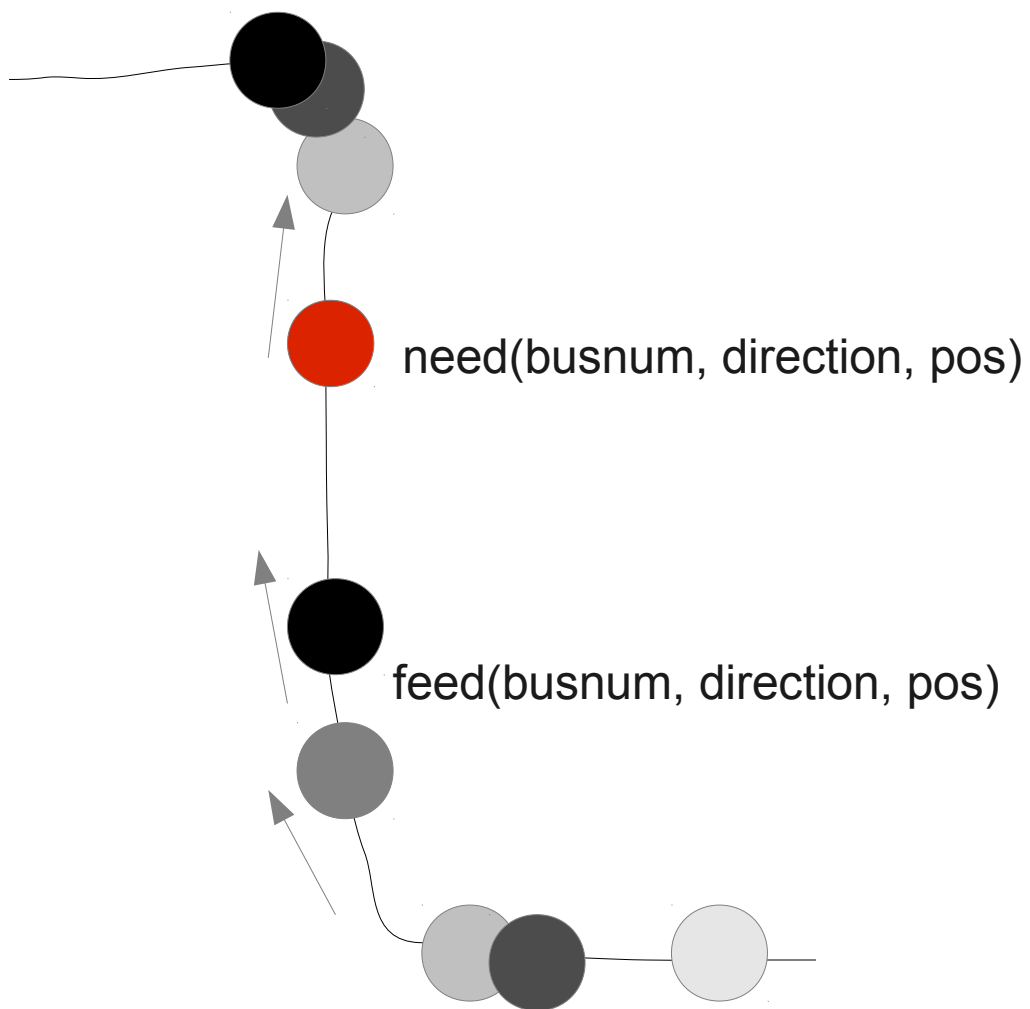 need(busnum, direction, pos)
feed(busnum, direction, pos)